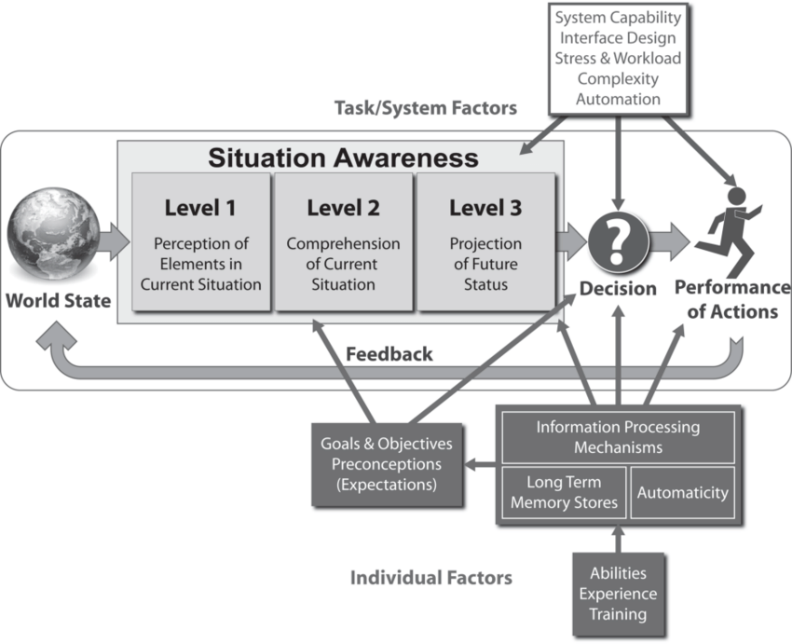 System Capability
Interface Design
Stress & Workload
Complexity
Automation
Task/System Factors
Situation Awareness
Level 1
Perception of
Elements in
Current Situation
Level 2
Comprehension
of Current
Situation
Level 3
Projection
of Future
Status
World State
?
Decision
Performance
of Actions
Feedback
Goals & Objectives
Preconceptions
(Expectations)
Information Processing
Mechanisms
Long Term
Memory Stores
Automaticity
Individual Factors
Abilities
Experience
Training